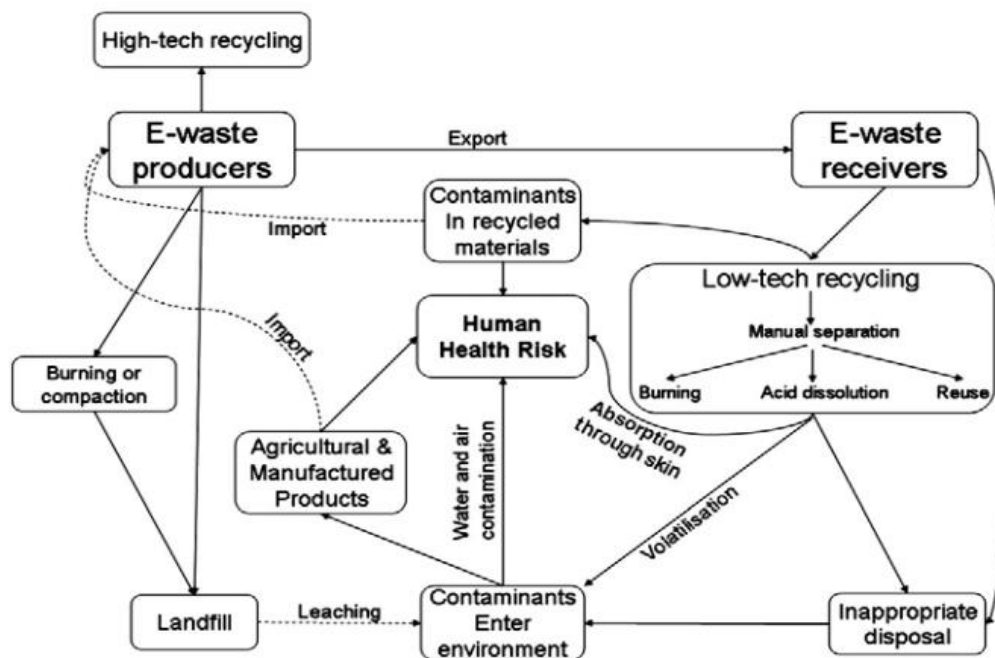 High-tech recycling
E-waste
producers
Export
E-waste
receivers
Contaminants
In recycled
materials
Import
Low-tech recycling
Manual separation
Burning
Acid dissolution
Reuse
Human
Health Risk
Import
Burning or
compaction
Absorption
through skin
Agricultural &
Manufactured
Products
Water and air
contamination
Volatilisation
Landfill
Leaching
Contaminants
Enter
environment
Inappropriate
disposal